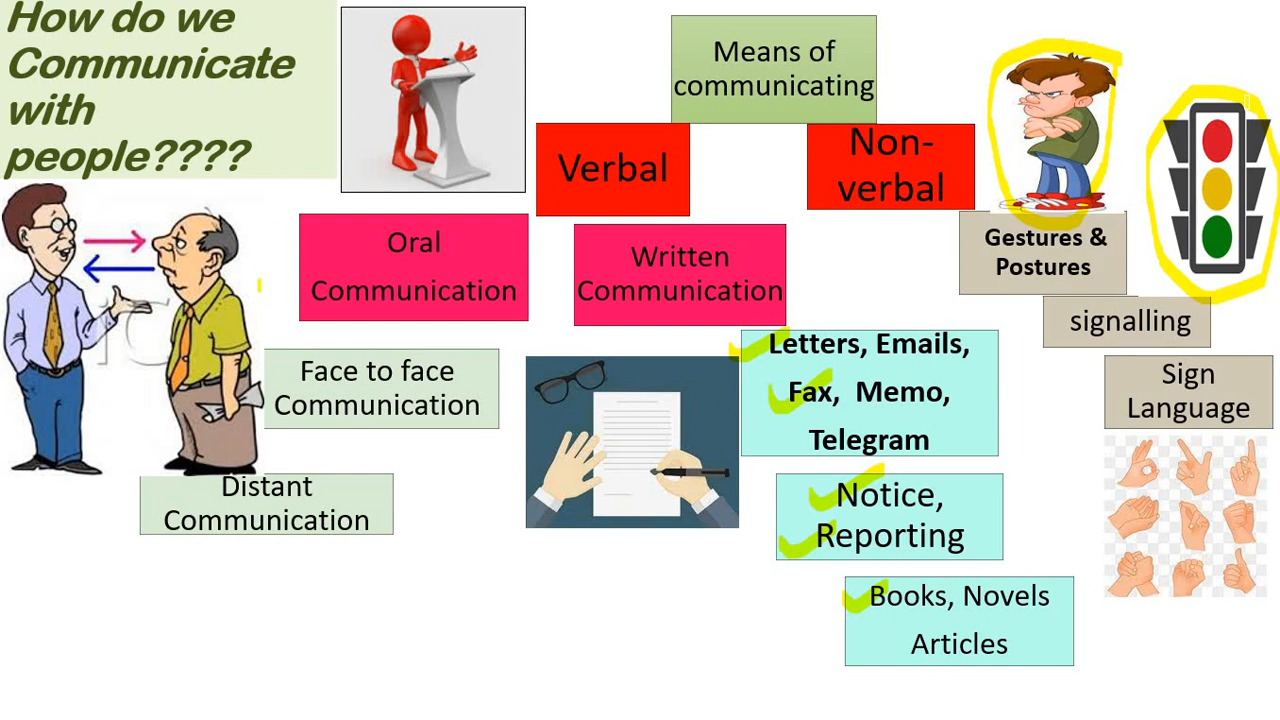 How do we
Communicate
with
people????
Means of
communicating
Verbal
Non-
verbal
Oral
Communication
Written
Communication
Gestures &
Postures
signalling
Sign
Language
Face to face
Communication
Distant
Communication
Letters, Emails,
Fax, Memo,
Telegram
Notice,
Reporting
Books, Novels
Articles